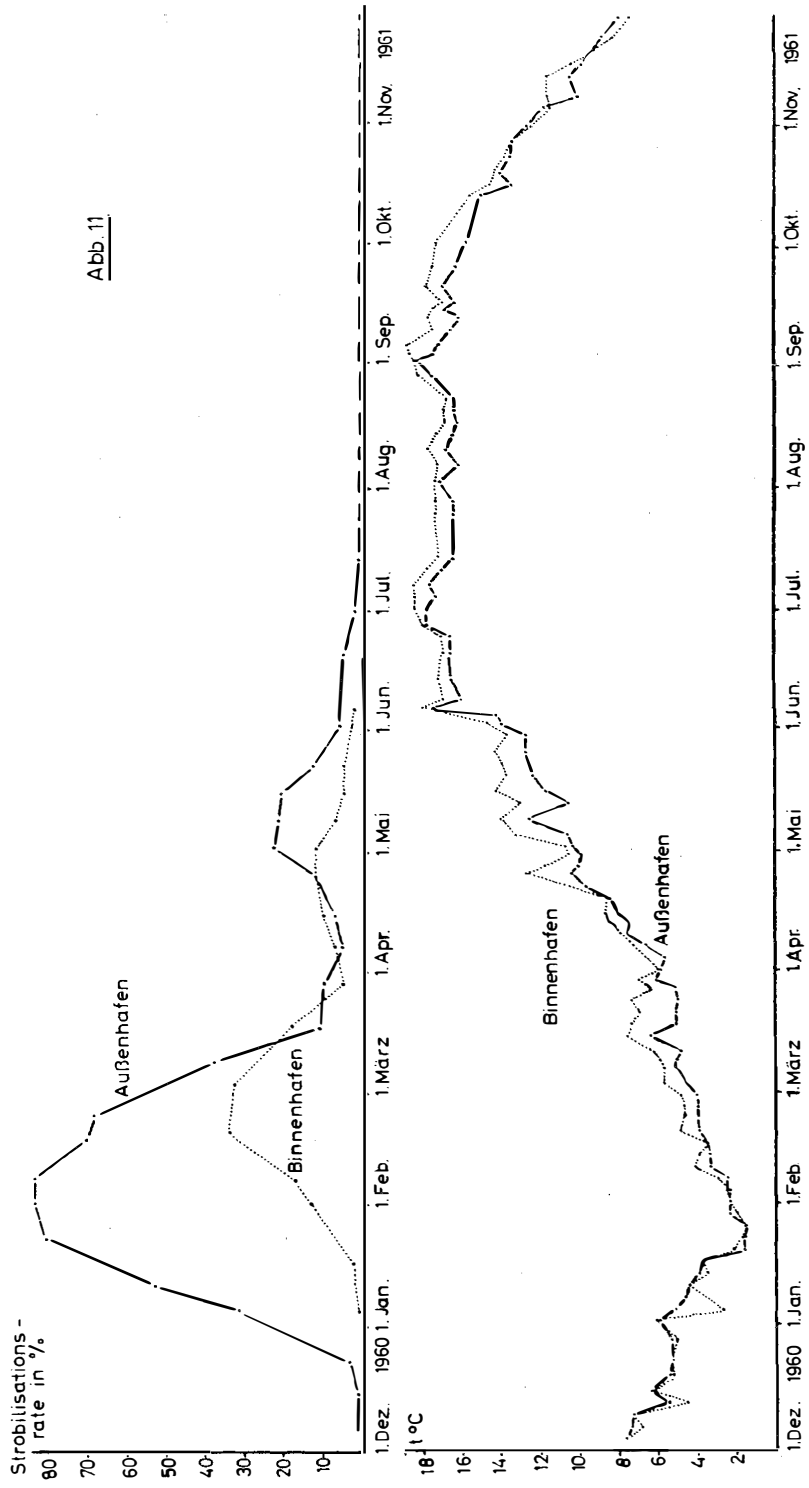 Abb. 11
Strobilisations-
rate in %
80
70
60
50
40
30
20
10
Außenhafen
Binnenhafen
1.Dez. 1960 1.Jan. 1.Feb. 1.März 1.Apr. 1.Mai 1.Jun. 1.Jul. 1.Aug. 1.Sep. 1.Okt. 1.Nov. 1961
t °C
18
16
14
12
10
8
6
4
2
Binnenhafen
Außenhafen
1.Dez. 1960 1.Jan. 1.Feb. 1.März 1.Apr. 1.Mai 1.Jun. 1.Jul. 1.Aug. 1.Sep. 1.Okt. 1.Nov. 1961